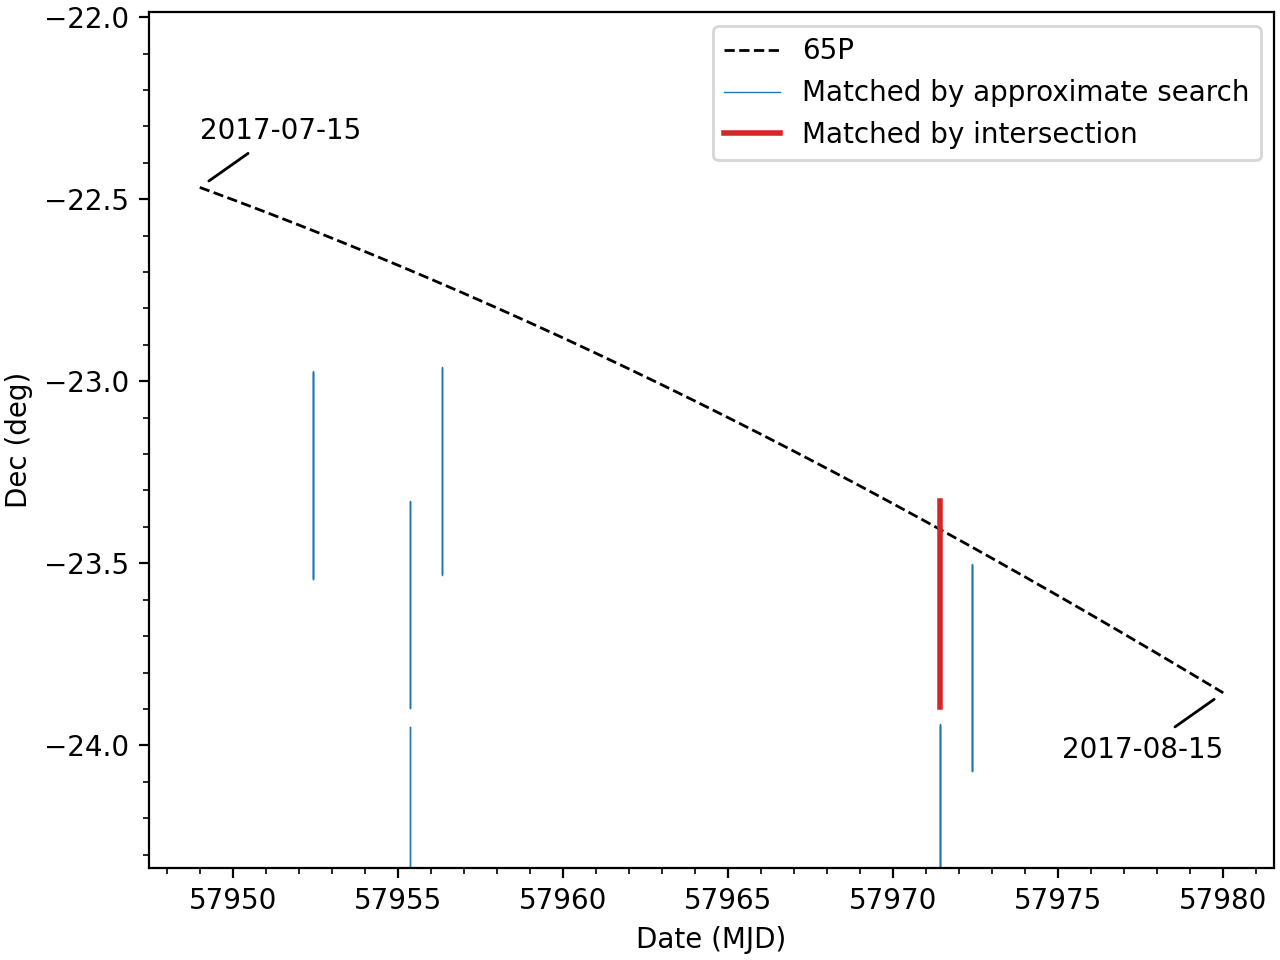 −22.0
65P
Matched by approximate search
Matched by intersection
2017-07-15
−22.5
−23.0
Dec (deg)
−23.5
−24.0
2017-08-15
57950 57955 57960 57965 57970 57975 57980
Date (MJD)